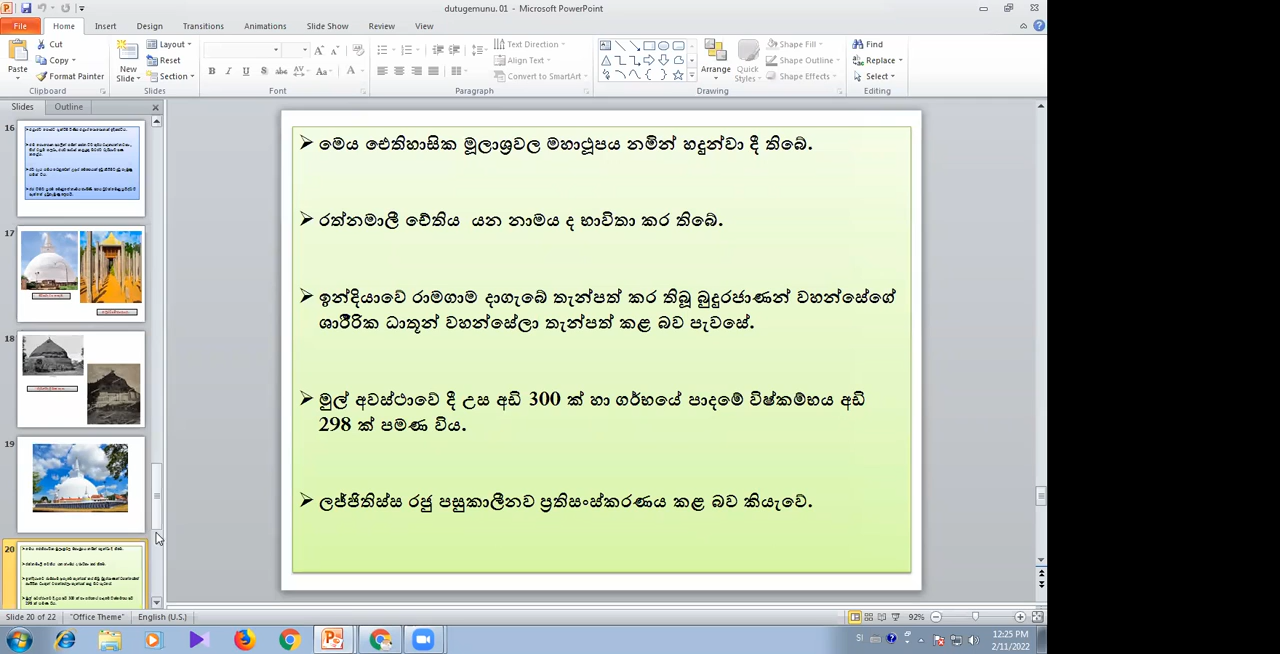 dutugemunu. 01 - Microsoft PowerPoint
File Home Insert Design Transitions Animations Slide Show Review View
Cut
Copy
Format Painter
Paste
Clipboard
New Slide
Layout
Reset
Section
Slides
B I U S abc AV Aa A
Font
Text Direction
Align Text
Convert to SmartArt
Paragraph
Arrange
Quick Styles
Shape Fill
Shape Outline
Shape Effects
Drawing
Find
Replace
Select
Editing
Slides Outline
16
17
18
19
20
මෙය ඓතිහාසික මූලාශ්‍රවල මහාථූපය නමින් හදුන්වා දී තිබේ.
රත්නමාලී චේතිය යන නාමය ද භාවිතා කර තිබේ.
ඉන්දියාවේ රාමගාම දාගැබේ තැන්පත් කර තිබූ බුදුරජාණන් වහන්සේගේ
ශාරීරික ධාතූන් වහන්සේලා තැන්පත් කළ බව පැවසේ.
මුල් අවස්ථාවේ දී උස අඩි 300 ක් හා ගර්භයේ පාදමේ විෂ්කම්භය අඩි
298 ක් පමණ විය.
ලජ්ජිතිස්ස රජු පසුකාලීනව ප්‍රතිසංස්කරණය කළ බව කියැවේ.
Slide 20 of 22 "Office Theme" English (U.S.) 92%
SI
12:25 PM
2/11/2022